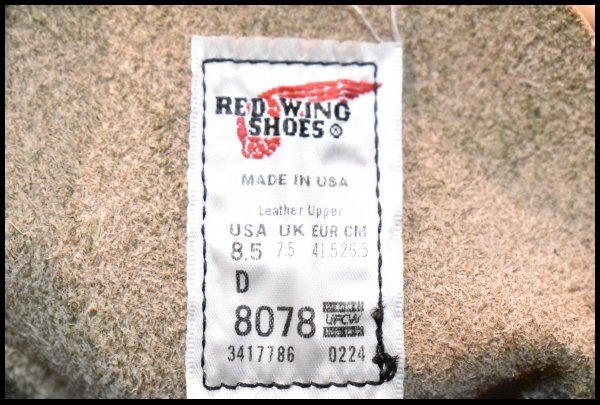 RED WING
SHOES ®
MADE IN USA
Leather Upper
USA UK EUR CM
8.5 7.5 41.5 26.5
D
8078 UFCW
3417786 0224